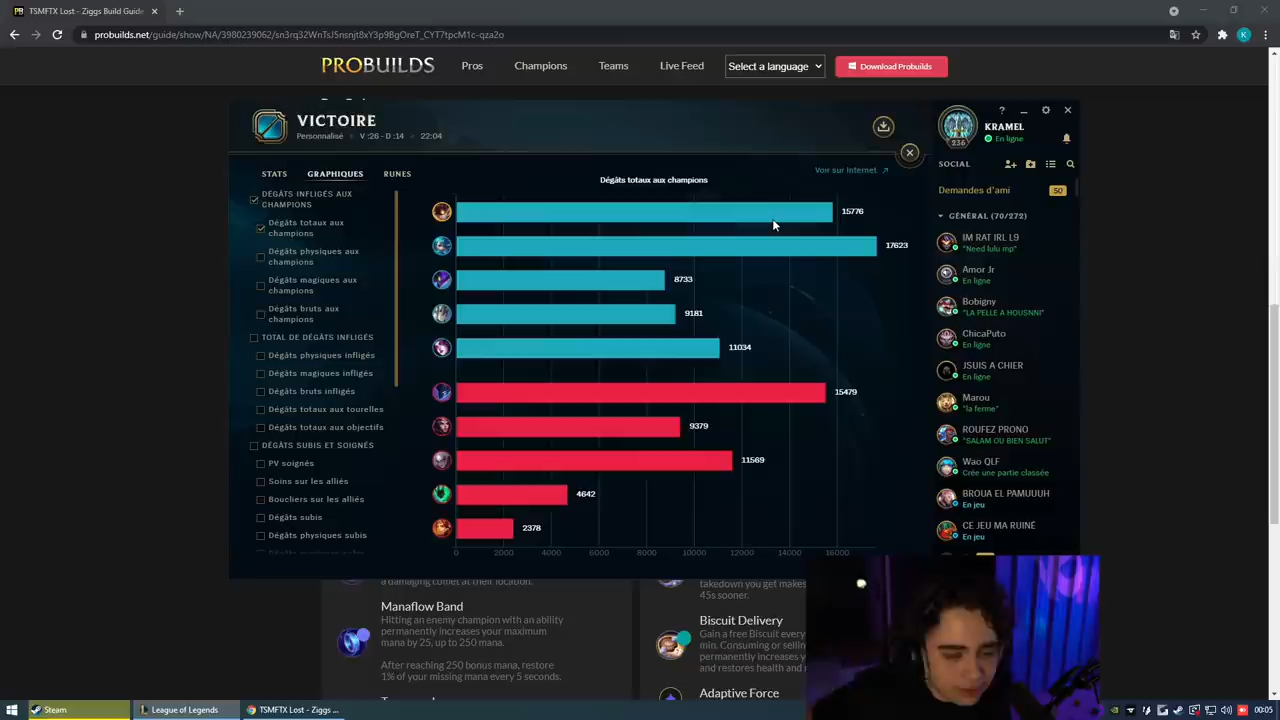 TSMFTX Lost - Ziggs Build Guide
probuilds.net/guide/show/NA/3980239062/sn3rq32WnTsJ5nsnjt8xY3p9BgOreT_CYT7tpcM1c-qza2o
K
PROBUILDS
Pros
Champions
Teams
Live Feed
Select a language
Download Probuilds
VICTOIRE
Personnalisé
V :26 - D :14
22:04
STATS
GRAPHIQUES
RUNES
Voir sur Internet
Dégâts totaux aux champions
DÉGÂTS INFLIGÉS AUX
CHAMPIONS
Dégâts totaux aux
champions
Dégâts physiques aux
champions
Dégâts magiques aux
champions
Dégâts bruts aux
champions
TOTAL DE DÉGÂTS INFLIGÉS
Dégâts physiques infligés
Dégâts magiques infligés
Dégâts bruts infligés
Dégâts totaux aux tourelles
Dégâts totaux aux objectifs
DÉGÂTS SUBIS ET SOIGNÉS
PV soignés
Soins sur les alliés
Boucliers sur les alliés
Dégâts subis
Dégâts physiques subis
15776
17623
8733
9181
11034
15479
9379
11569
4642
2378
0 2000 4000 6000 8000 10000 12000 14000 16000
236
KRAMEL
En ligne
SOCIAL
Demandes d'ami
50
GÉNÉRAL (70/272)
IM RAT IRL L9
"Need lulu mp"
Amor Jr
En ligne
Bobigny
"LA PELLE A HOUSNNI"
ChicaPuto
En ligne
JSUIS A CHIER
En ligne
Marou
"la ferme"
ROUFEZ PRONO
"SALAM OU BIEN SALUT"
Wao QLF
Crée une partie classée
BROUA EL PAMUUUH
En jeu
CE JEU MA RUINÉ
En jeu
a damaging comet at their location.
Manaflow Band
Hitting an enemy champion with an ability
permanently increases your maximum
mana by 25, up to 250 mana.
After reaching 250 bonus mana, restore
1% of your missing mana every 5 seconds.
takedown you get makes
45s sooner.
Biscuit Delivery
Gain a free Biscuit every
min. Consuming or selling
permanently increases
and restores health and
Adaptive Force
Steam
League of Legends
TSMFTX Lost - Ziggs ...
00:05